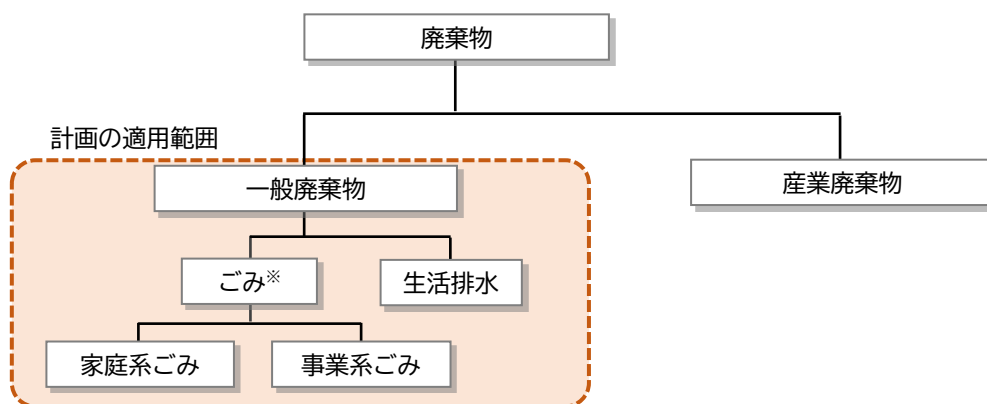 廃棄物
計画の適用範囲
一般廃棄物
産業廃棄物
ごみ※
生活排水
家庭系ごみ
事業系ごみ